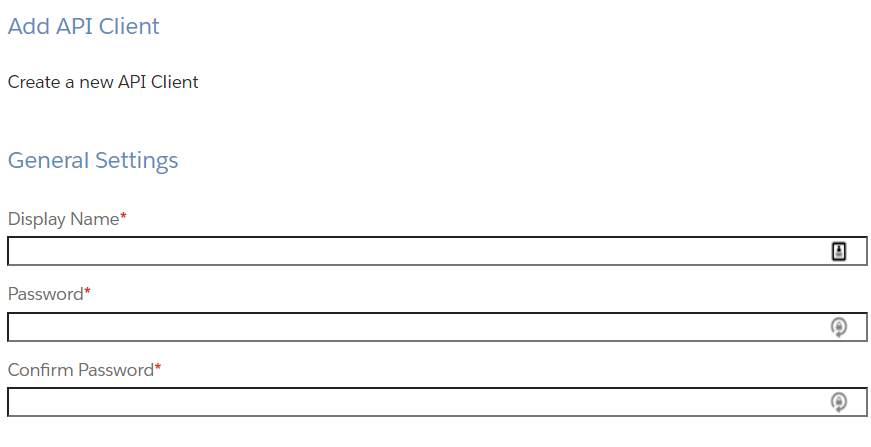 Add API Client
Create a new API Client
General Settings
Display Name*
Password*
Confirm Password*